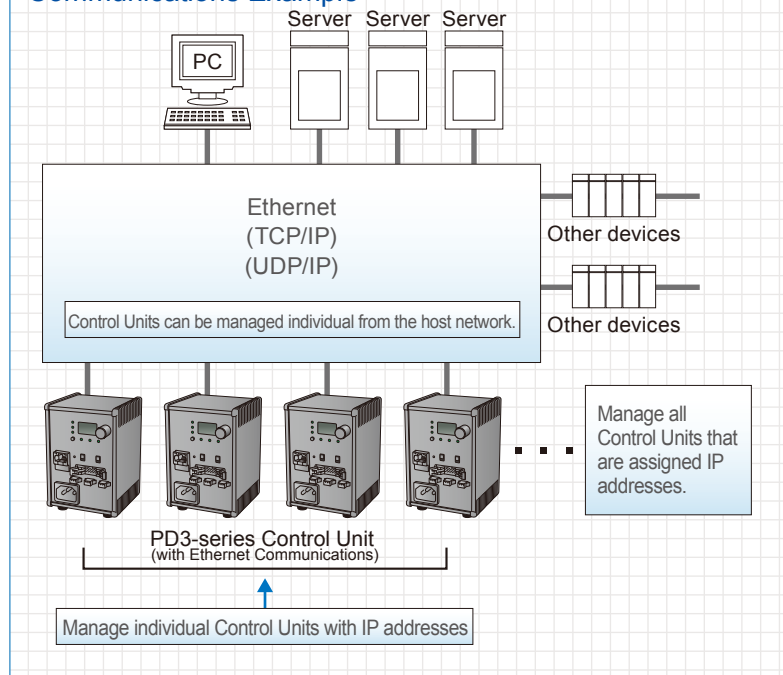 Communications Example
Server Server Server
PC
Ethernet
(TCP/IP)
(UDP/IP)
Other devices
Control Units can be managed individual from the host network.
Other devices
Manage all
Control Units that
are assigned IP
addresses.
PD3-series Control Unit
(with Ethernet Communications)
Manage individual Control Units with IP addresses